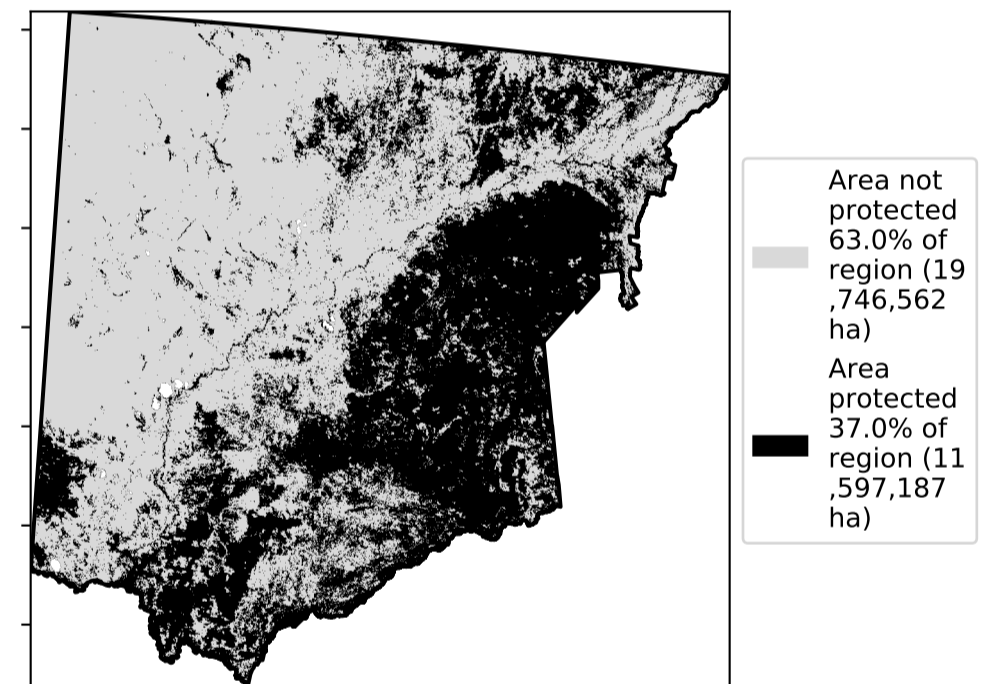 Area not
protected
63.0% of
region (19
,746,562
ha)
Area
protected
37.0% of
region (11
,597,187
ha)